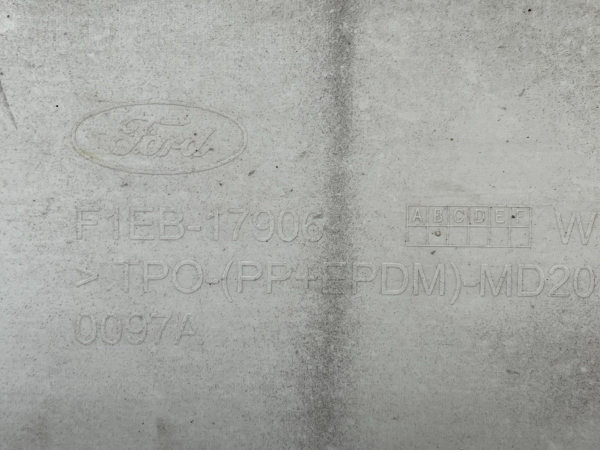 Ford
F1EB-17906 ABCDEF W
> TPO-(PP+EPDM)-MD20
0097A